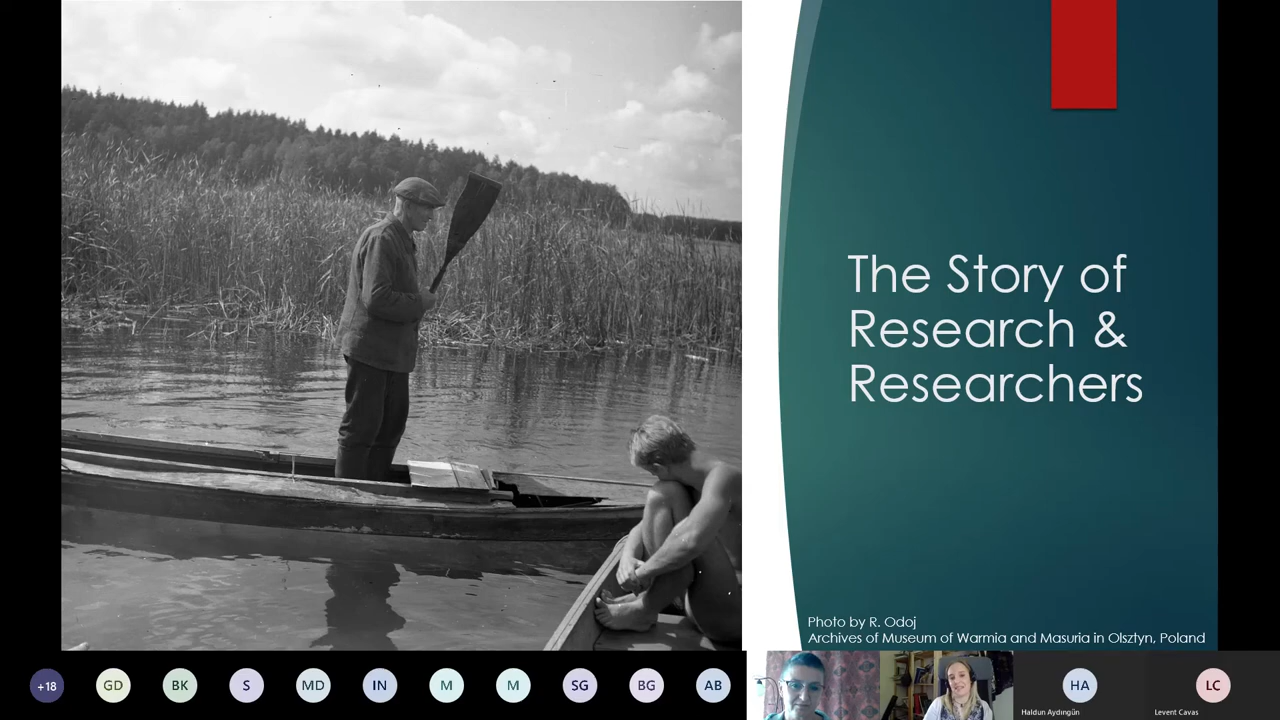 The Story of
Research &
Researchers
Photo by R. Odoj
Archives of Museum of Warmia and Masuria in Olsztyn, Poland
+18
GD
BK
S
MD
IN
M
M
SG
BG
AB
HA
LC
Haldun Aydıngün
Levent Cavas